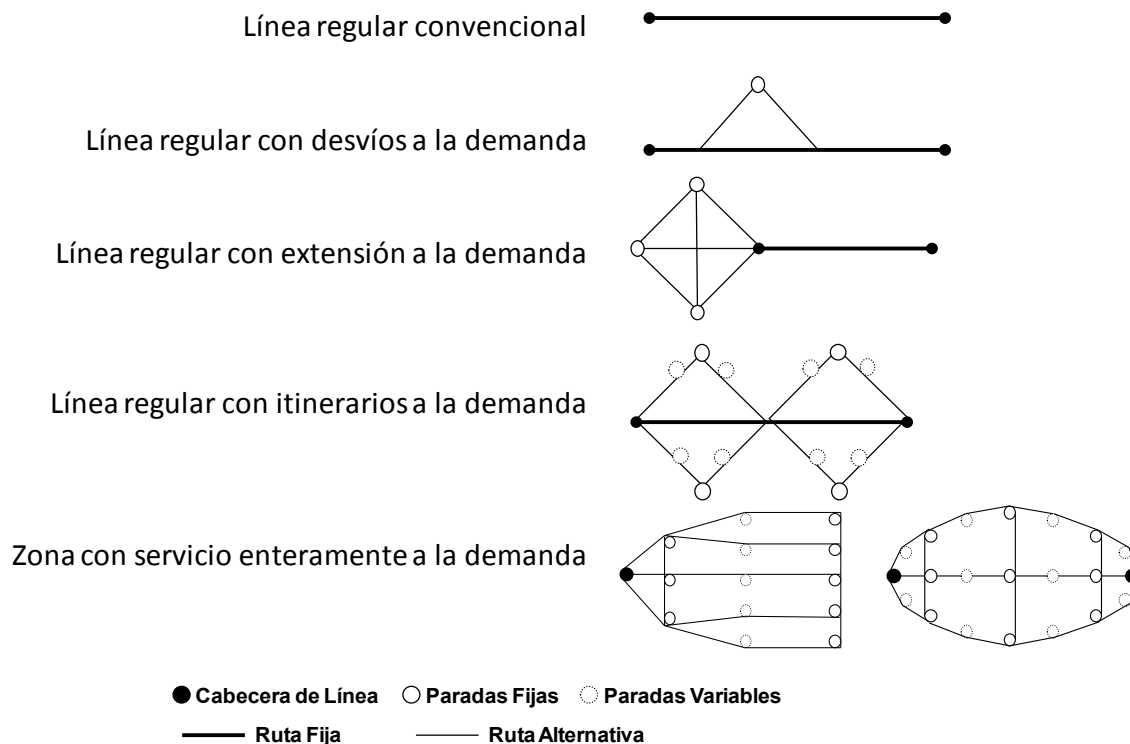 Línea regular convencional
Línea regular con desvíos a la demanda
Línea regular con extensión a la demanda
Línea regular con itinerarios a la demanda
Zona con servicio enteramente a la demanda
Cabecera de Línea Paradas Fijas Paradas Variables
Ruta Fija Ruta Alternativa